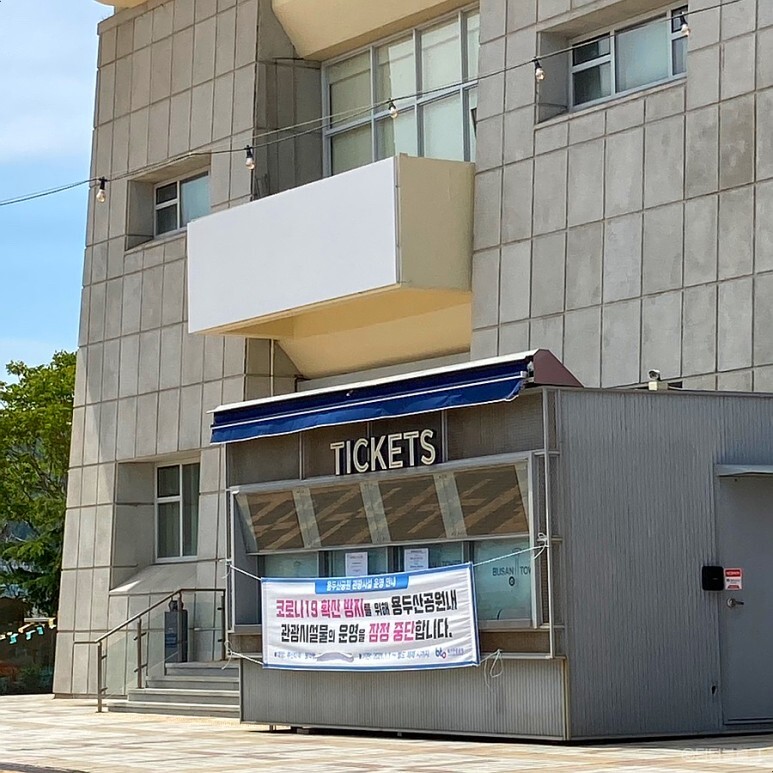 TICKETS
BUSAN TOW
용두산공원 관광시설 운영 안내
코로나19 확산 방지를 위해 용두산공원내
관광시설물의 운영을 잠정 중단합니다.